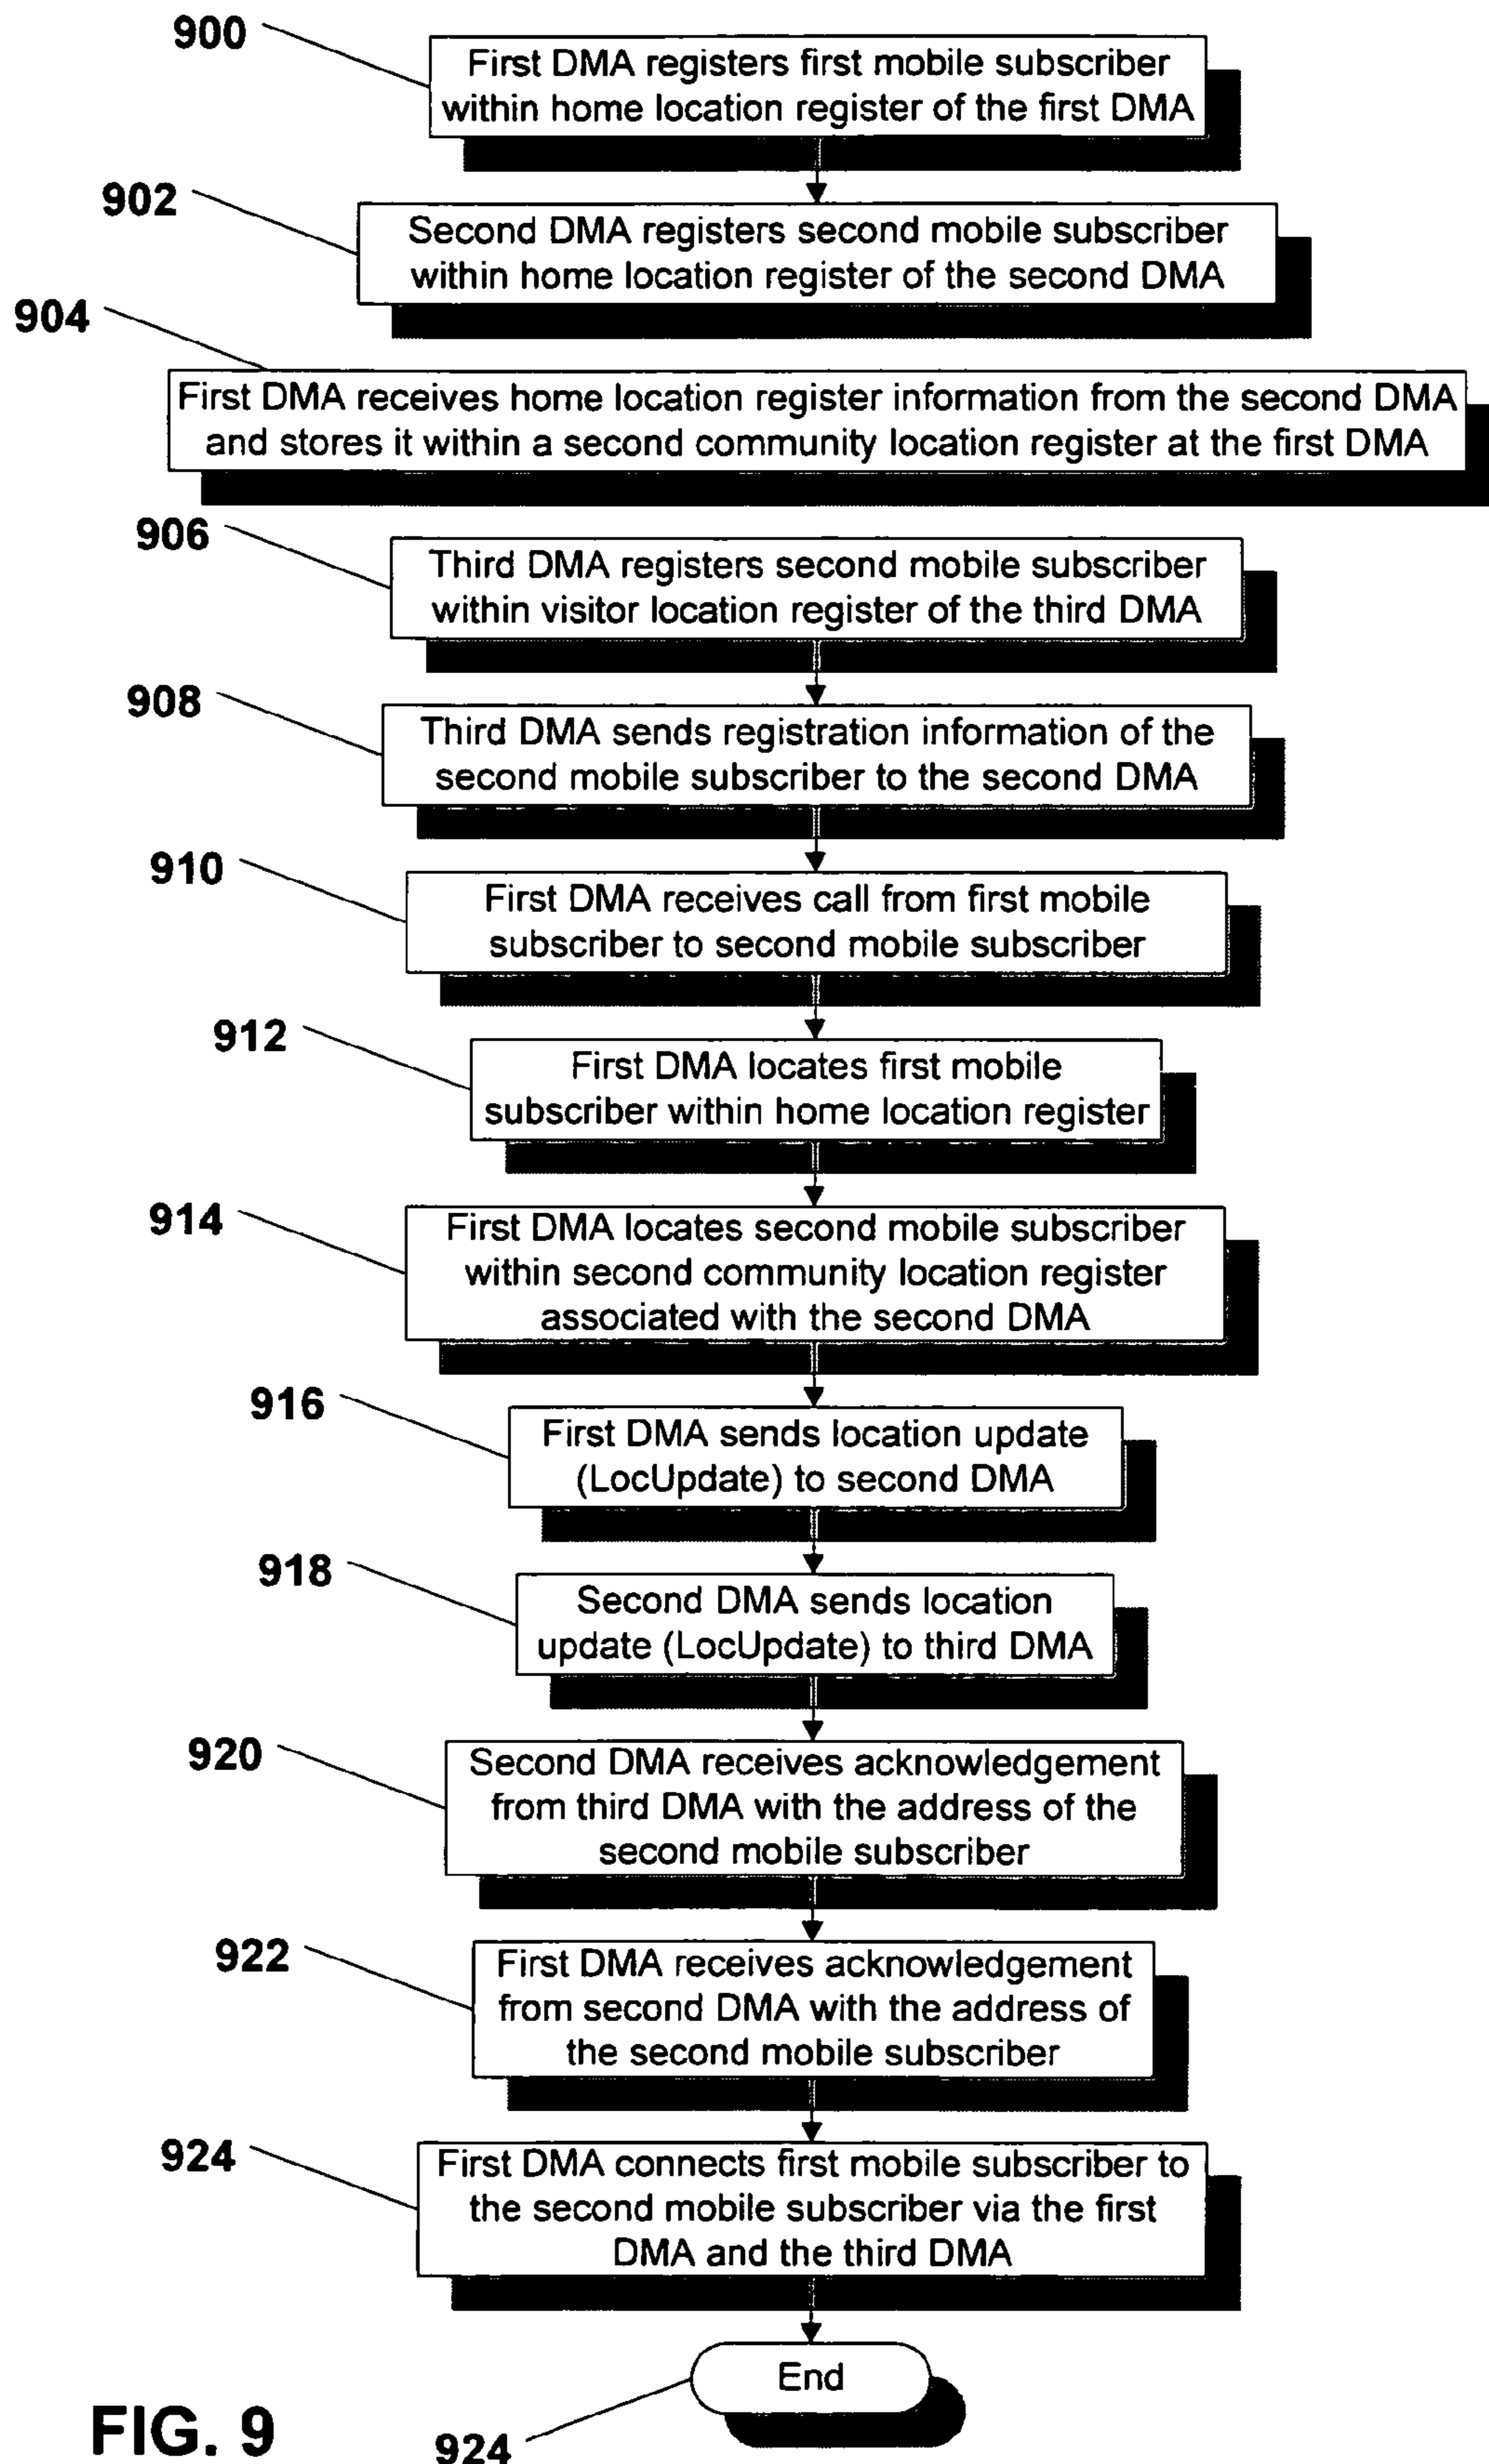 900
First DMA registers first mobile subscriber
within home location register of the first DMA
902
Second DMA registers second mobile subscriber
within home location register of the second DMA
904
First DMA receives home location register information from the second DMA
and stores it within a second community location register at the first DMA
906
Third DMA registers second mobile subscriber
within visitor location register of the third DMA
908
Third DMA sends registration information of the
second mobile subscriber to the second DMA
910
First DMA receives call from first mobile
subscriber to second mobile subscriber
912
First DMA locates first mobile
subscriber within home location register
914
First DMA locates second mobile subscriber
within second community location register
associated with the second DMA
916
First DMA sends location update
(LocUpdate) to second DMA
918
Second DMA sends location
update (LocUpdate) to third DMA
920
Second DMA receives acknowledgement
from third DMA with the address of the
second mobile subscriber
922
First DMA receives acknowledgement
from second DMA with the address of
the second mobile subscriber
924
First DMA connects first mobile subscriber to
the second mobile subscriber via the first
DMA and the third DMA
End
FIG. 9
924